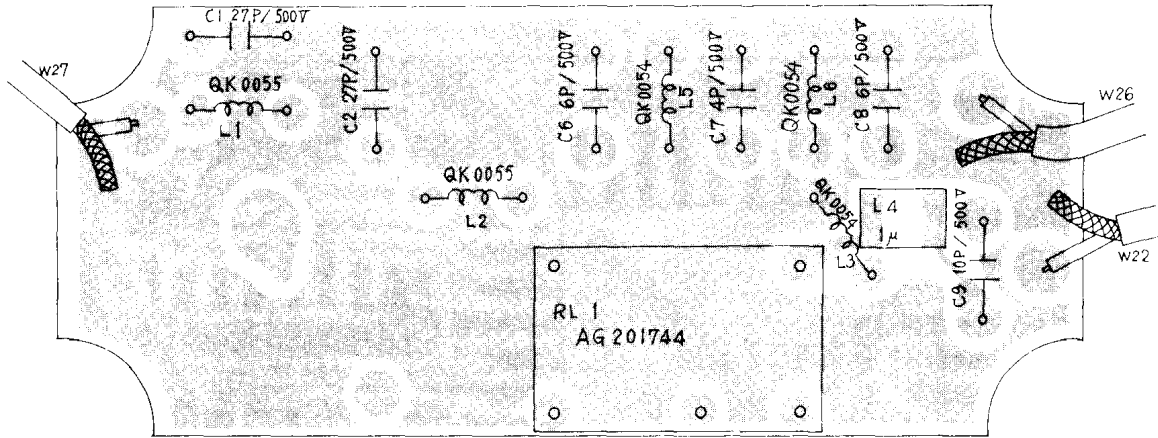 C1 27P/500V
W27
QK0055
L1
C2 27P/500V
QK0055
L2
C6 6P/500V
QK0054
L5
C7 4P/500V
QK0054
L6
C8 6P/500V
W26
QK0054
L3
L4
1μ
C9 10P/500V
W22
RL 1
AG 201744